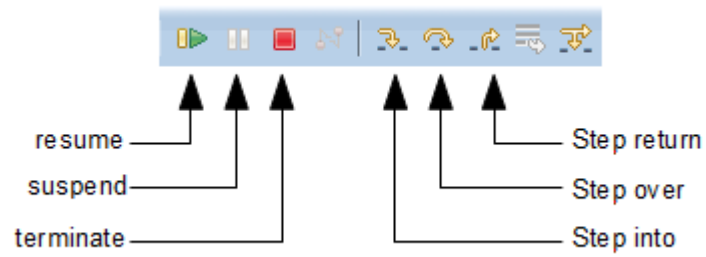 resume
suspend
terminate
Step return
Step over
Step into